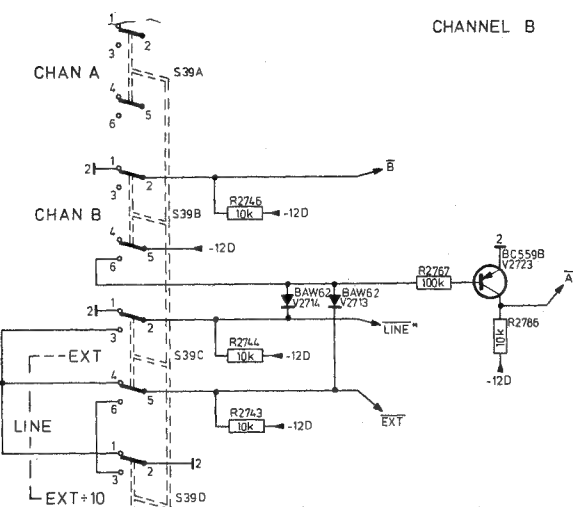 CHANNEL B
1
2
3
S39A
CHAN A
4
5
6
2
1
2
B
3
R2746
10k
-12D
CHAN B
S39B
4
5
-12D
6
2
BC559B
V2723
A
R2767
100k
BAW62
V2714
BAW62
V2713
2
1
2
LINE*
3
R2744
10k
-12D
R2786
10k
-12D
EXT
S39C
4
5
6
R2743
10k
-12D
EXT
LINE
1
2
2
3
EXT÷10
S39D